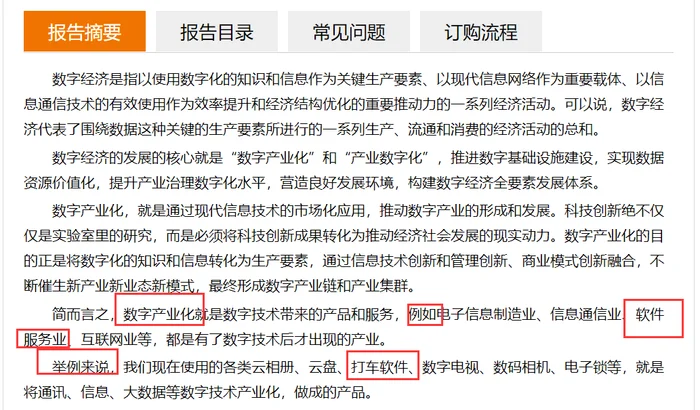 报告摘要 报告目录 常见问题 订购流程
数字经济是指以使用数字化的知识和信息作为关键生产要素、以现代信息网络作为重要载体、以信
息通信技术的有效使用作为效率提升和经济结构优化的重要推动力的一系列经济活动。可以说，数字经
济代表了围绕数据这种关键的生产要素所进行的一系列生产、流通和消费的经济活动的总和。
数字经济的发展的核心就是“数字产业化”和“产业数字化”，推进数字基础设施建设，实现数据
资源价值化，提升产业治理数字化水平，营造良好发展环境，构建数字经济全要素发展体系。
数字产业化，就是通过现代信息技术的市场化应用，推动数字产业的形成和发展。科技创新绝不仅
仅是实验室里的研究，而是必须将科技创新成果转化为推动经济社会发展的现实动力。数字产业化的目
的正是将数字化的知识和信息转化为生产要素，通过信息技术创新和管理创新、商业模式创新融合，不
断催生新产业新业态新模式，最终形成数字产业链和产业集群。
简而言之，数字产业化就是数字技术带来的产品和服务，例如电子信息制造业、信息通信业、软件
服务业、互联网业等，都是有了数字技术后才出现的产业。
举例来说，我们现在使用的各类云相册、云盘、打车软件、数字电视、数码相机、电子锁等，就是
将通讯、信息、大数据等数字技术产业化，做成的产品。